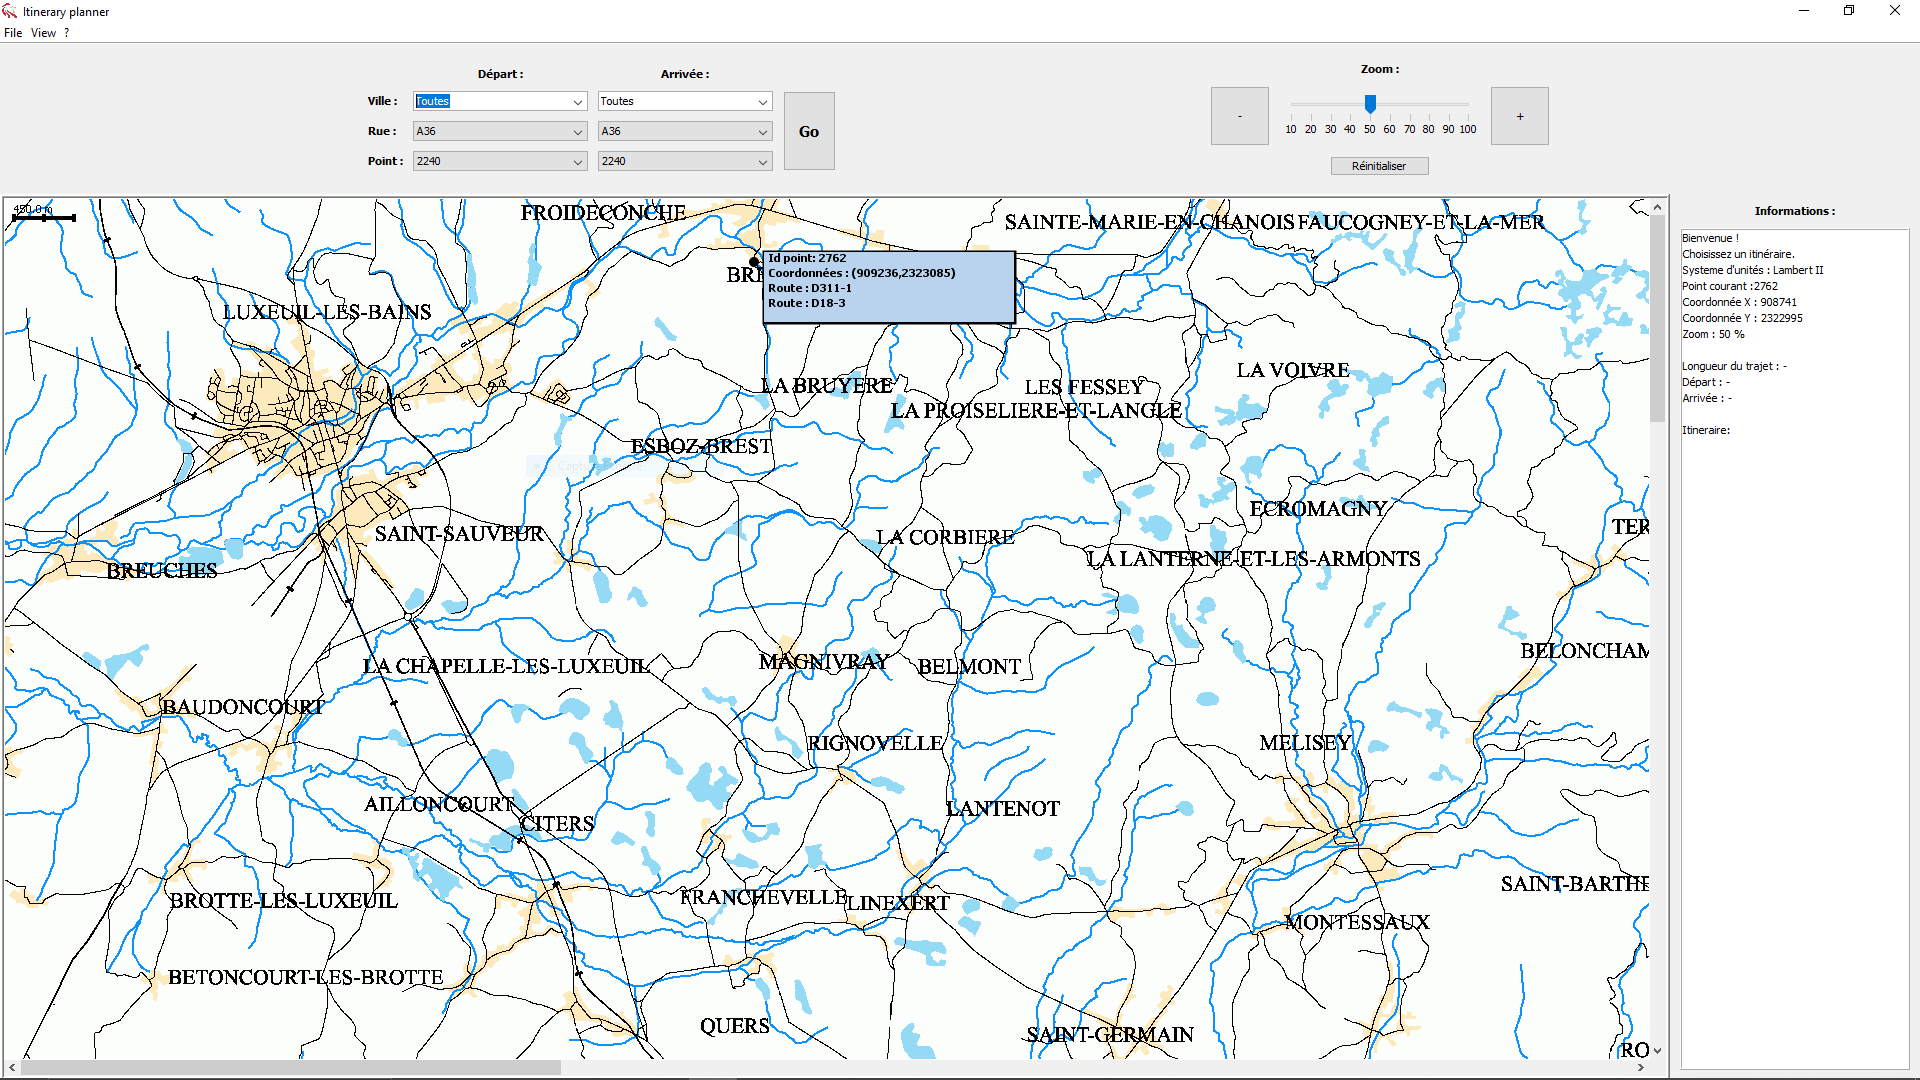 Itinerary planner
File View ?
Départ : Arrivée :
Ville : Toutes Toutes
Rue : A36 A36
Point : 2240 2240
Go
Zoom :
- +
10 20 30 40 50 60 70 80 90 100
Réinitialiser
450.0 m
FROIDECONCHE
SAINTE-MARIE-EN-CHANOIS FAUCOGNEY-ET-LA-MER
BRE
Id point: 2762
Coordonnées : (909236,2323085)
Route : D311-1
Route : D18-3
LUXEUIL-LES-BAINS
LA VOIVRE
LA BRUYERE
LES FESSEY
LA PROISELIERE-ET-LANGLE
ESBOZ-BREST
ECROMAGNY
TER
SAINT-SAUVEUR
LA CORBIERE
LA LANTERNE-ET-LES-ARMONTS
BREUCHES
BELONCHAM
LA CHAPELLE-LES-LUXEUIL
MAGNIVRAY
BELMONT
BAUDONCOURT
RIGNOVELLE
MELISEY
AILLONCOURT
LANTENOT
CITERS
SAINT-BARTHE
BROTTE-LES-LUXEUIL
FRANCHEVELLE
LINEXERT
MONTESSAUX
BETONCOURT-LES-BROTTE
QUERS
SAINT-GERMAIN
RO
Informations :
Bienvenue !
Choisissez un itinéraire.
Systeme d'unités : Lambert II
Point courant :2762
Coordonnée X : 908741
Coordonnée Y : 2322995
Zoom : 50 %
Longueur du trajet : -
Départ : -
Arrivée : -
Itineraire: